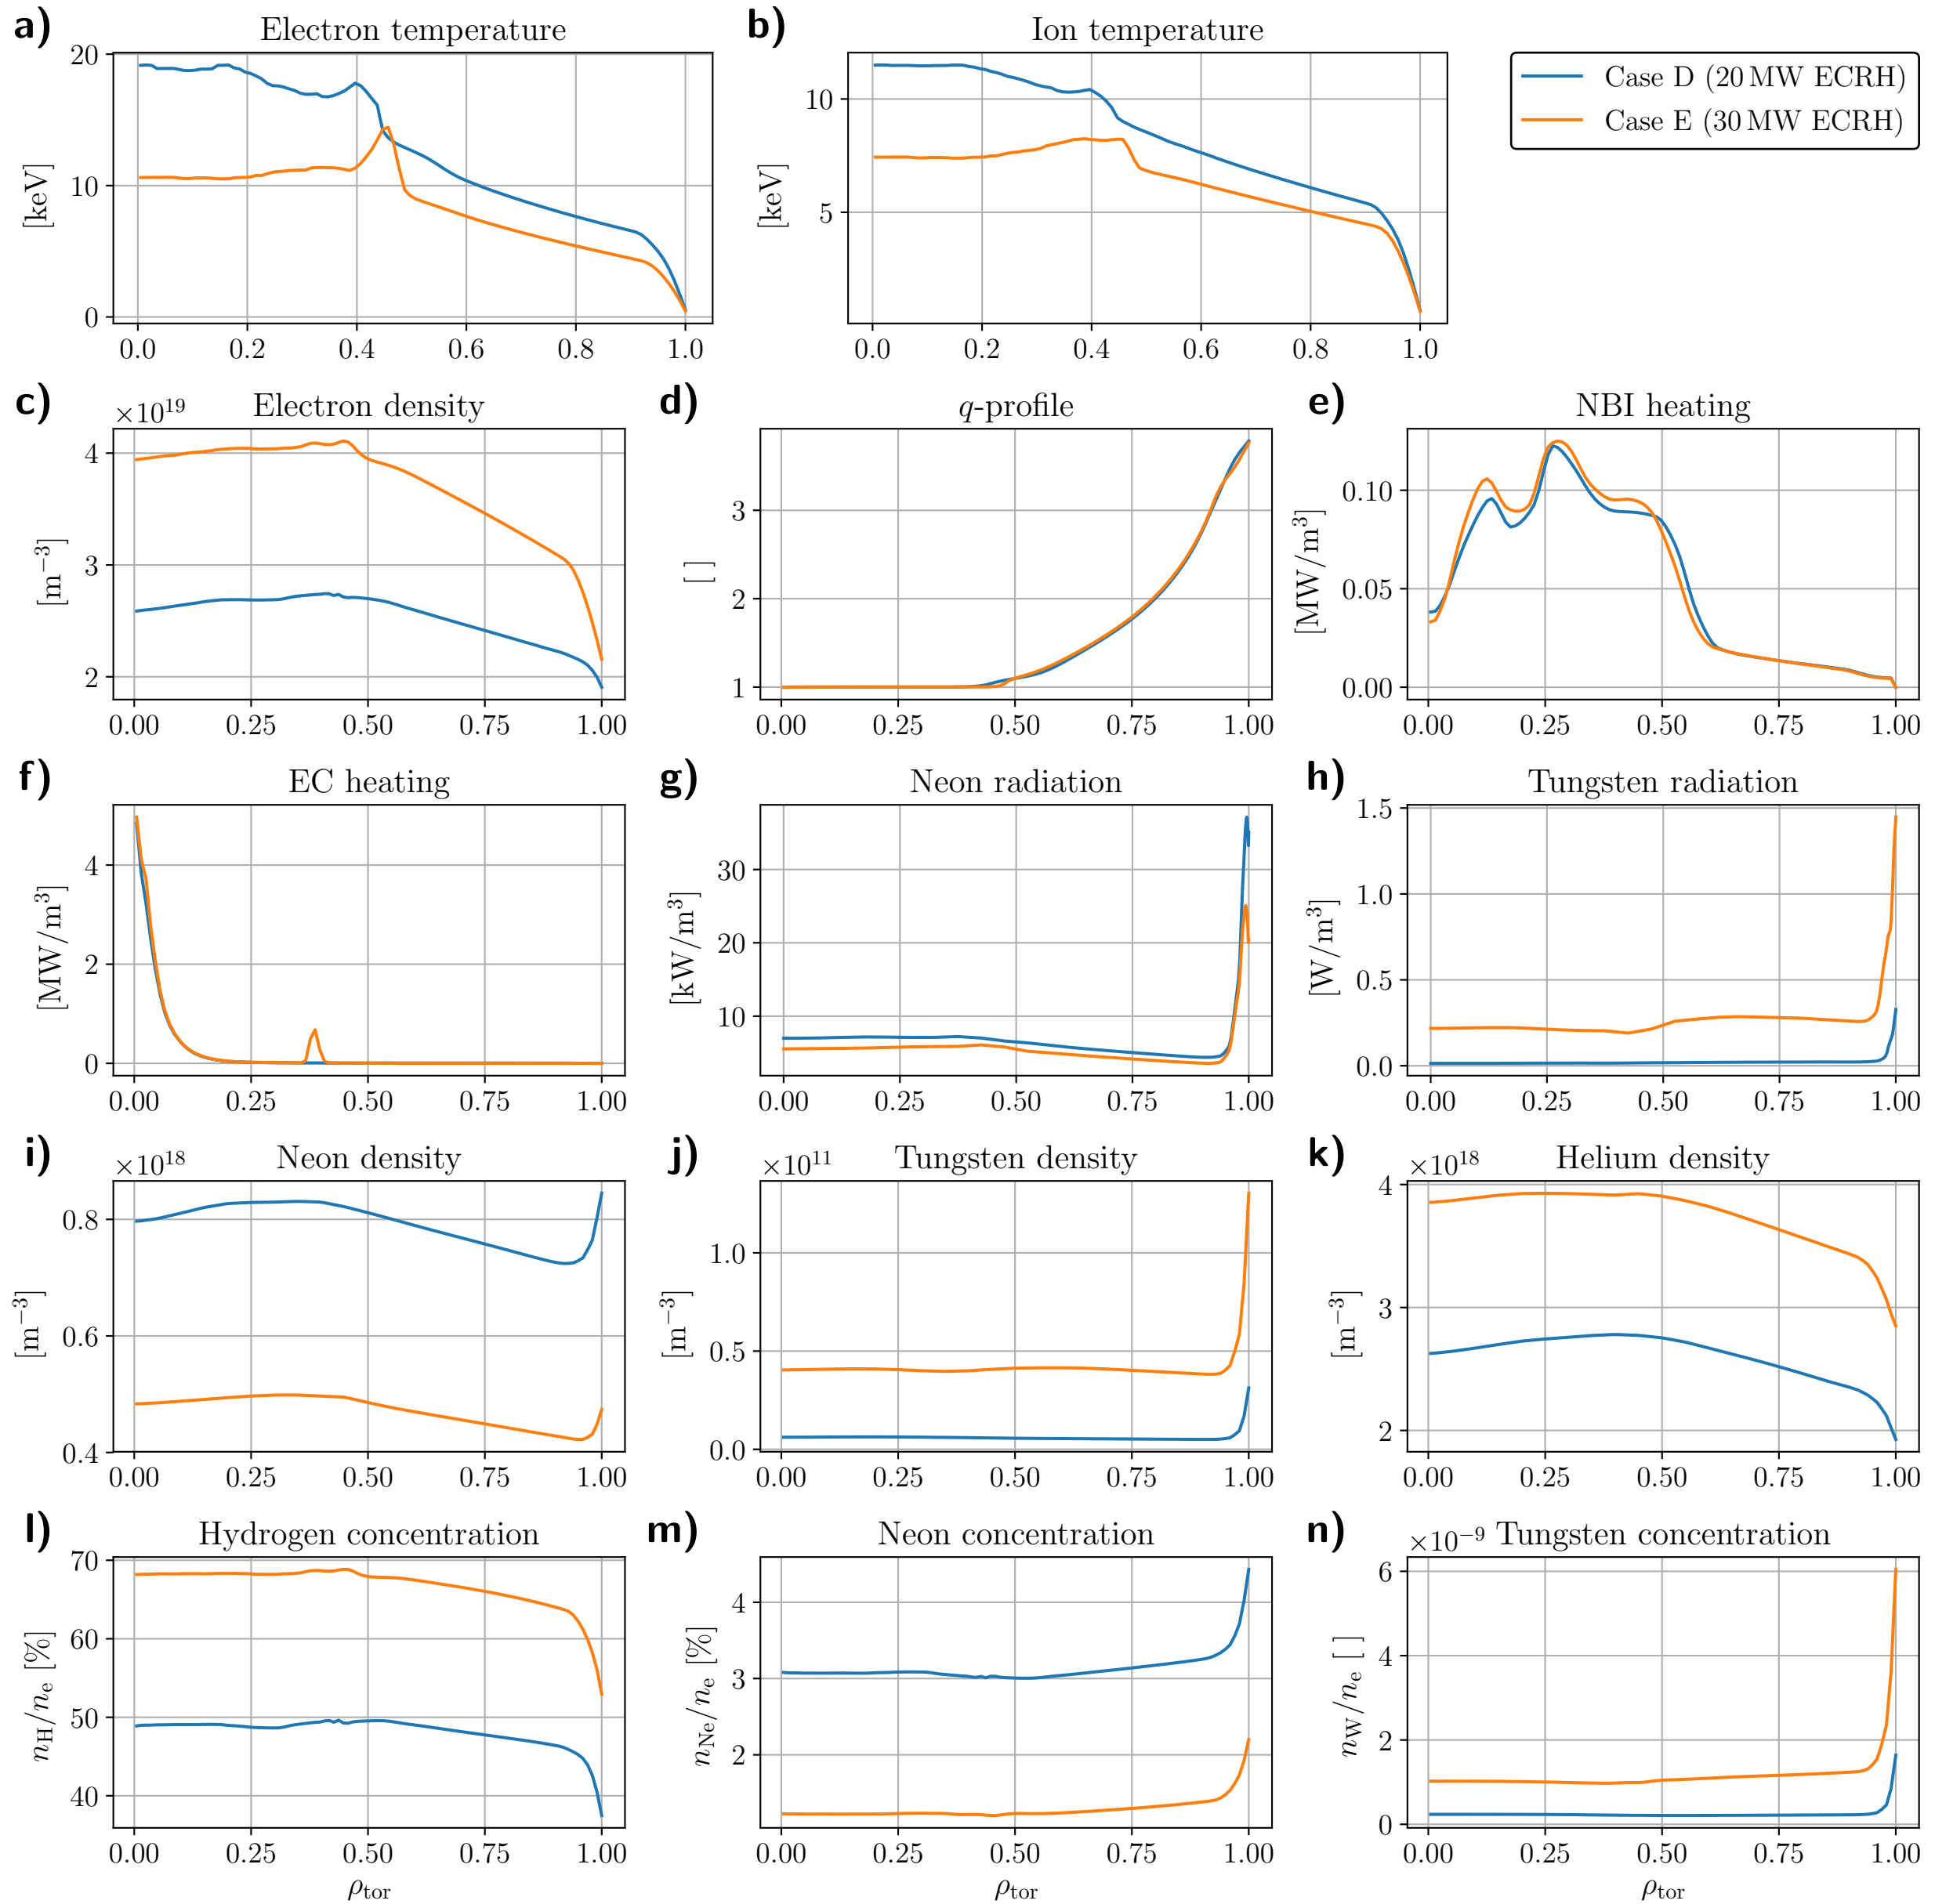 a)
Electron temperature
[keV]
20
10
0
0.0 0.2 0.4 0.6 0.8 1.0
b)
Ion temperature
[keV]
10
5
0.0 0.2 0.4 0.6 0.8 1.0
Case D (20 MW ECRH)
Case E (30 MW ECRH)
c)
×10¹⁹ Electron density
[m⁻³]
4
3
2
0.00 0.25 0.50 0.75 1.00
d)
q-profile
[ ]
3
2
1
0.00 0.25 0.50 0.75 1.00
e)
NBI heating
[MW/m³]
0.10
0.05
0.00
0.00 0.25 0.50 0.75 1.00
f)
EC heating
[MW/m³]
4
2
0
0.00 0.25 0.50 0.75 1.00
g)
Neon radiation
[kW/m³]
30
20
10
0.00 0.25 0.50 0.75 1.00
h)
Tungsten radiation
[W/m³]
1.5
1.0
0.5
0.0
0.00 0.25 0.50 0.75 1.00
i)
×10¹⁸ Neon density
[m⁻³]
0.8
0.6
0.4
0.00 0.25 0.50 0.75 1.00
j)
×10¹¹ Tungsten density
[m⁻³]
1.0
0.5
0.0
0.00 0.25 0.50 0.75 1.00
k)
×10¹⁸ Helium density
[m⁻³]
4
3
2
0.00 0.25 0.50 0.75 1.00
l)
Hydrogen concentration
n_H/n_e [%]
70
60
50
40
0.00 0.25 0.50 0.75 1.00
ρ_tor
m)
Neon concentration
n_Ne/n_e [%]
4
3
2
0.00 0.25 0.50 0.75 1.00
ρ_tor
n)
×10⁻⁹ Tungsten concentration
n_W/n_e [ ]
6
4
2
0
0.00 0.25 0.50 0.75 1.00
ρ_tor